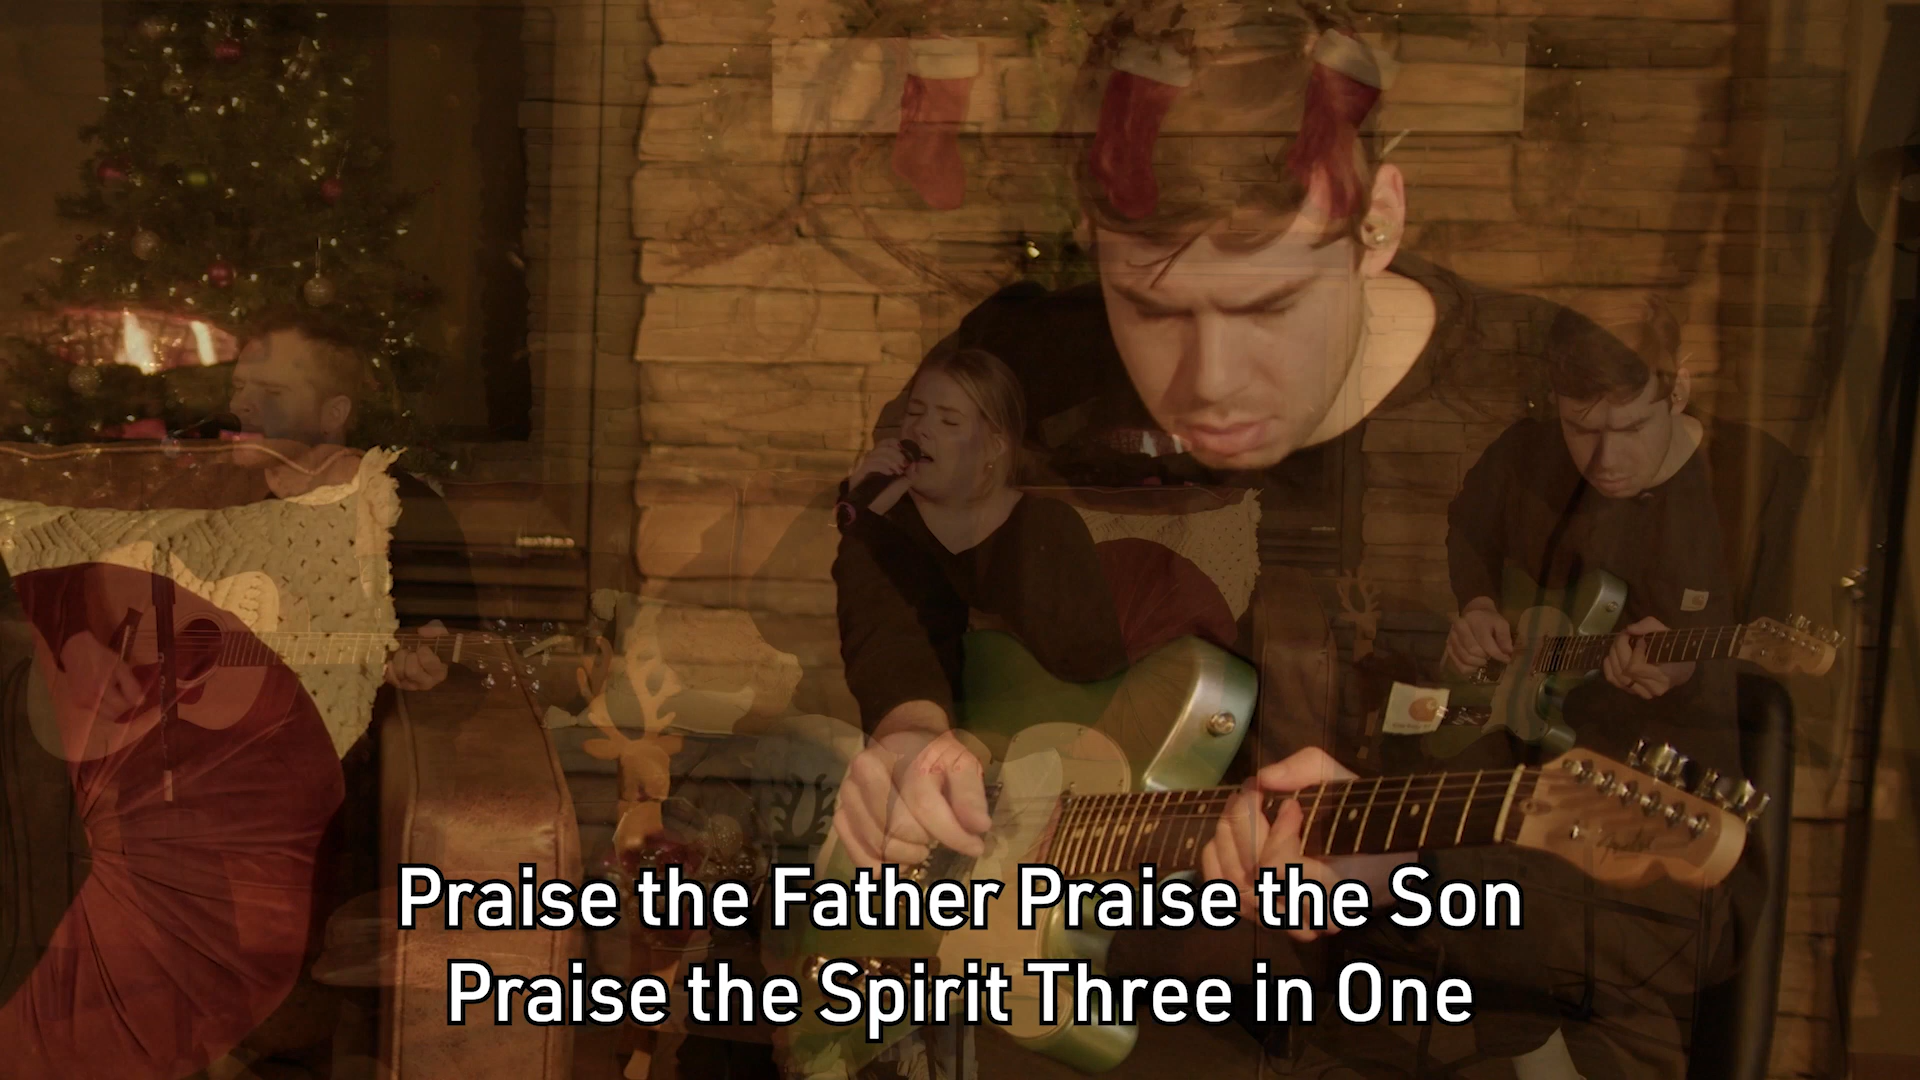 Praise the Father Praise the Son
Praise the Spirit Three in One